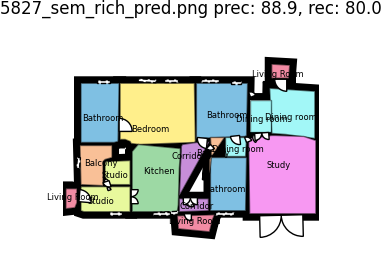 5827_sem_rich_pred.png prec: 88.9, rec: 80.0
Living Room
Bathroom
Bedroom
Bathroom
Dining room
Dining room
Corridor
Dining room
Balcony
Studio
Kitchen
Study
Living Room
Studio
Bathroom
Corridor
Living Room